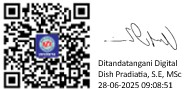 Ditandatangani Digital
Dish Pradiatia, S.E, MSc
28-06-2025 09:08:51